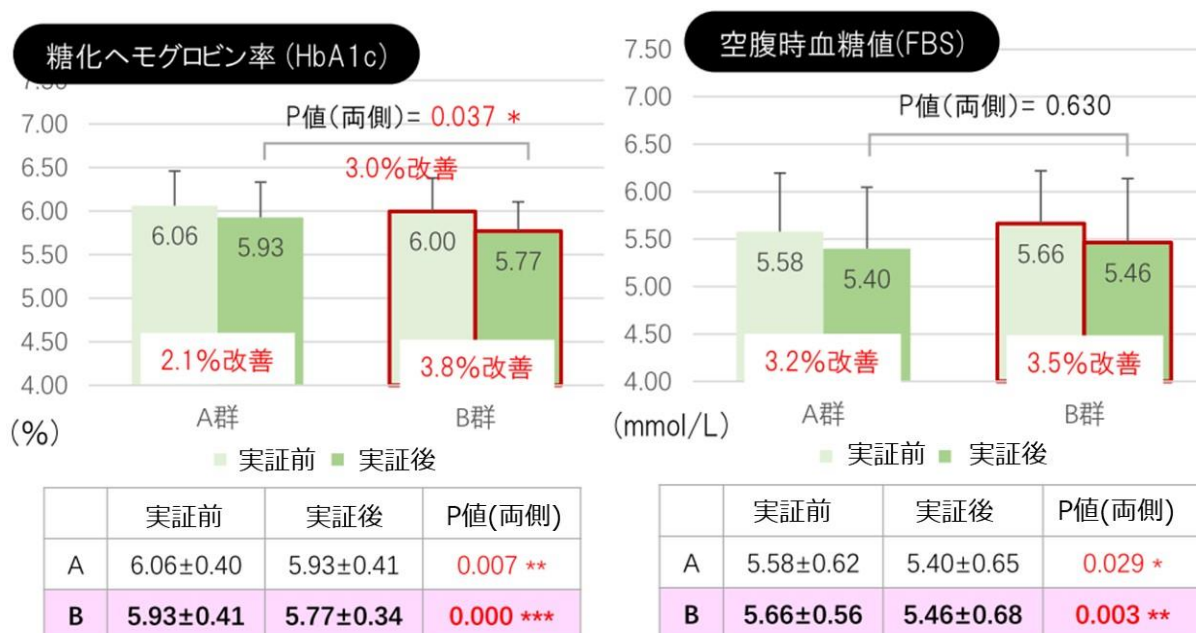 糖化ヘモグロビン率 (HbA1c)
7.50
7.00
6.50
6.00
5.50
5.00
4.50
4.00
(%)
P値(両側)= 0.037 *
3.0%改善
6.06
5.93
6.00
5.77
2.1%改善
3.8%改善
A群
B群
実証前 実証後
実証前 実証後 P値(両側)
A 6.06±0.40 5.93±0.41 0.007 **
B 5.93±0.41 5.77±0.34 0.000 ***
空腹時血糖値(FBS)
7.50
7.00
6.50
6.00
5.50
5.00
4.50
4.00
(mmol/L)
P値(両側)= 0.630
5.58
5.40
5.66
5.46
3.2%改善
3.5%改善
A群
B群
実証前 実証後
実証前 実証後 P値(両側)
A 5.58±0.62 5.40±0.65 0.029 *
B 5.66±0.56 5.46±0.68 0.003 **